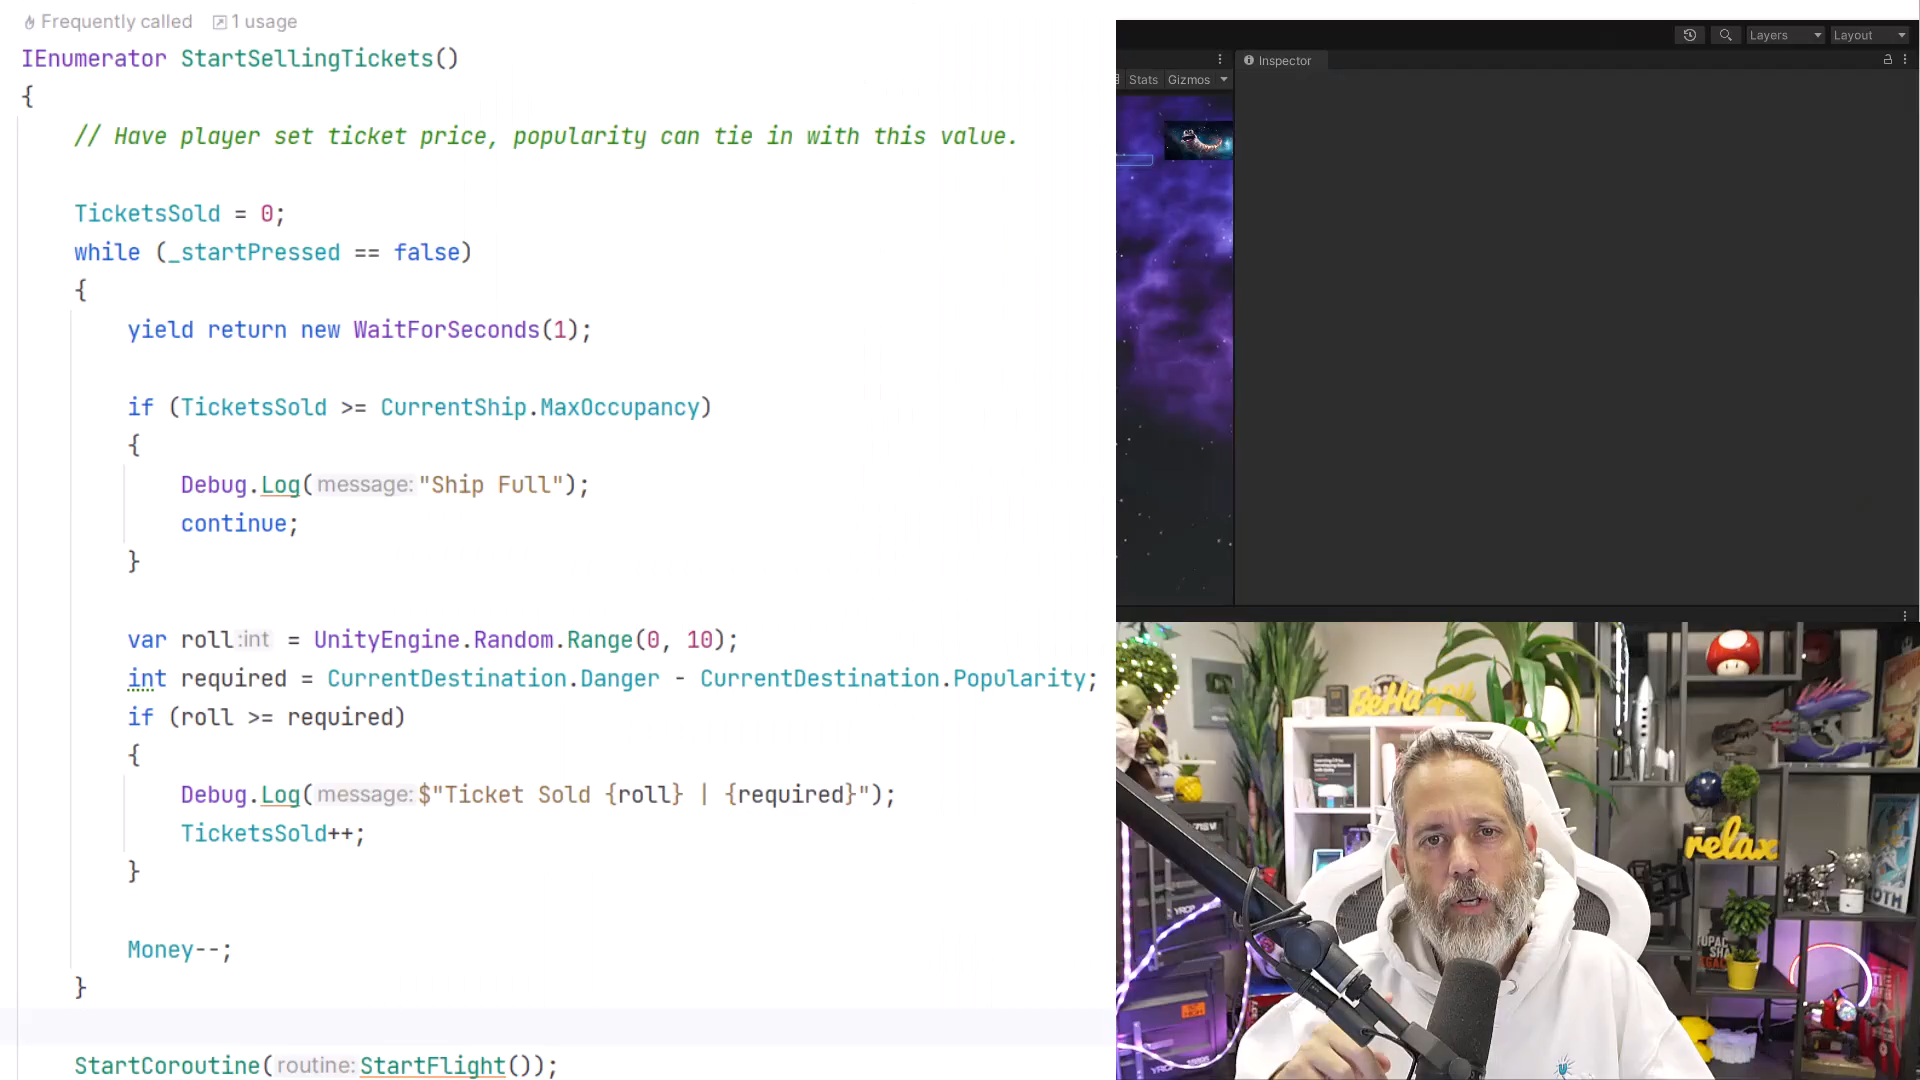 Frequently called 1 usage
IEnumerator StartSellingTickets()
{
// Have player set ticket price, popularity can tie in with this value.
TicketsSold = 0;
while (_startPressed == false)
{
yield return new WaitForSeconds(1);
if (TicketsSold >= CurrentShip.MaxOccupancy)
{
Debug.Log(message: "Ship Full");
continue;
}
var roll:int = UnityEngine.Random.Range(0, 10);
int required = CurrentDestination.Danger - CurrentDestination.Popularity;
if (roll >= required)
{
Debug.Log(message: $"Ticket Sold {roll} | {required}");
TicketsSold++;
}
Money--;
}
StartCoroutine(routine: StartFlight());
Layers Layout
Inspector
Stats Gizmos
BeHappy
relax